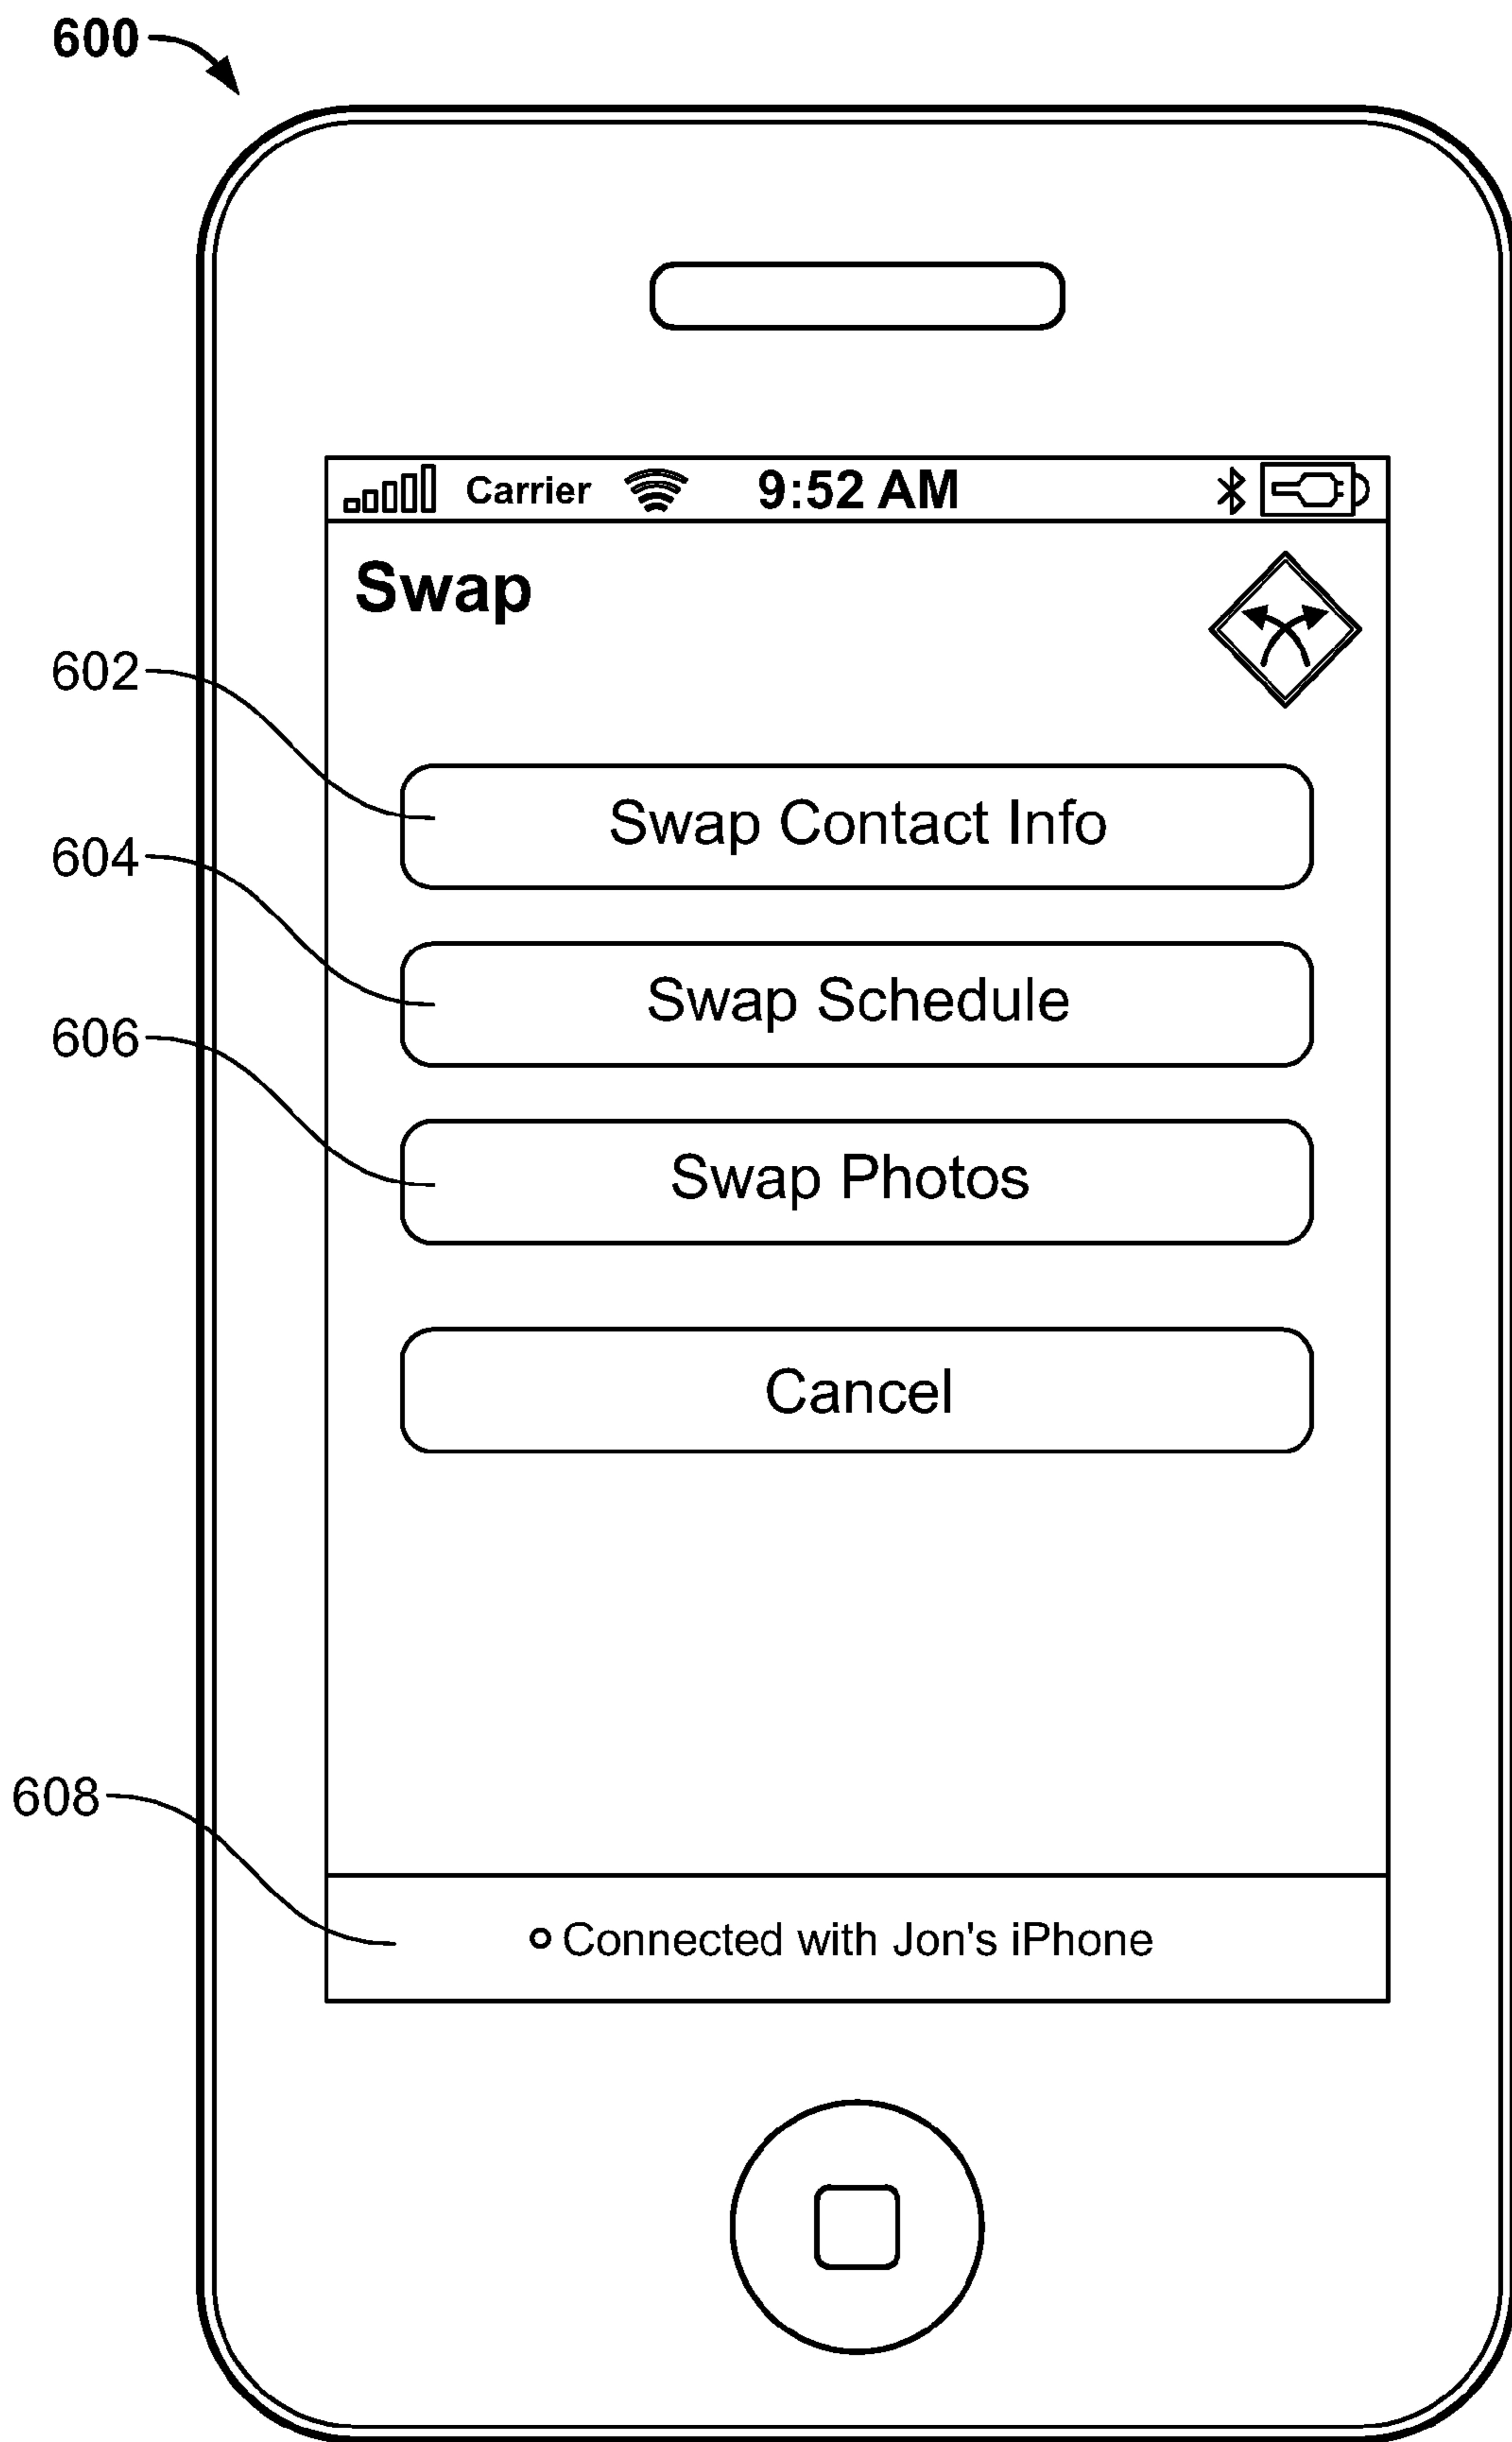 600
Carrier 9:52 AM
Swap
602
Swap Contact Info
604
Swap Schedule
606
Swap Photos
Cancel
608
Connected with Jon's iPhone